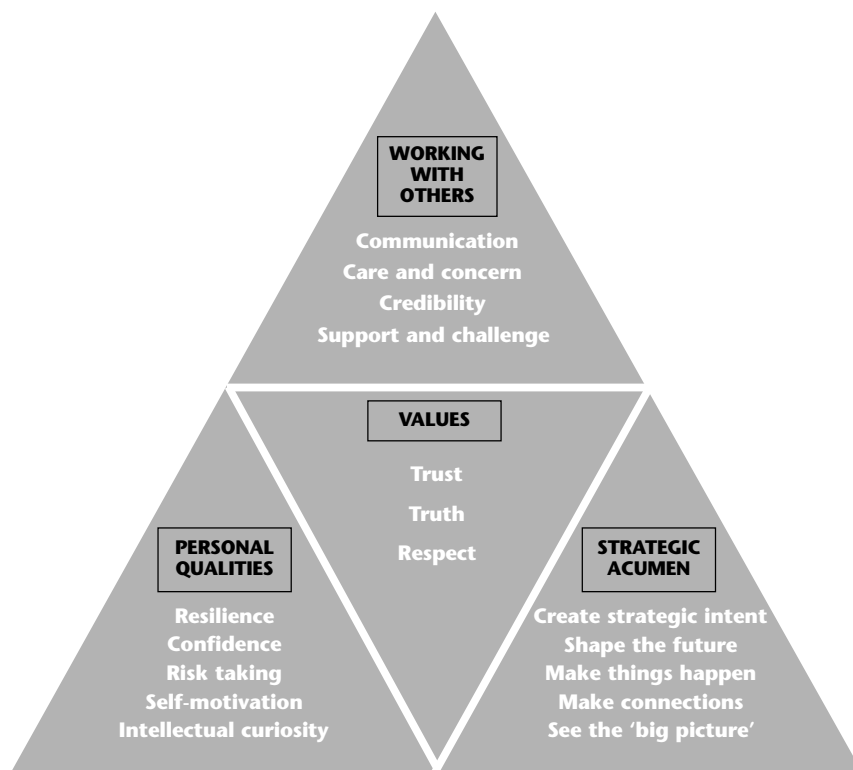 WORKING
WITH
OTHERS
Communication
Care and concern
Credibility
Support and challenge
VALUES
Trust
Truth
Respect
PERSONAL
QUALITIES
Resilience
Confidence
Risk taking
Self-motivation
Intellectual curiosity
STRATEGIC
ACUMEN
Create strategic intent
Shape the future
Make things happen
Make connections
See the ‘big picture’